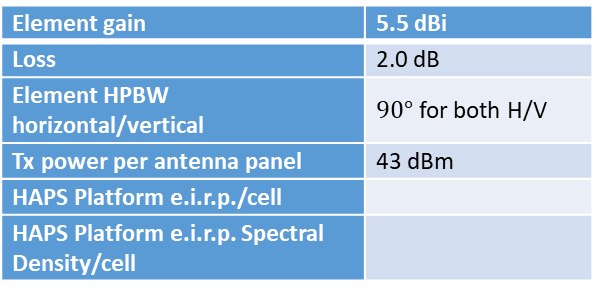 Element gain 5.5 dBi
Loss 2.0 dB
Element HPBW
horizontal/vertical 90° for both H/V
Tx power per antenna panel 43 dBm
HAPS Platform e.i.r.p./cell
HAPS Platform e.i.r.p. Spectral
Density/cell